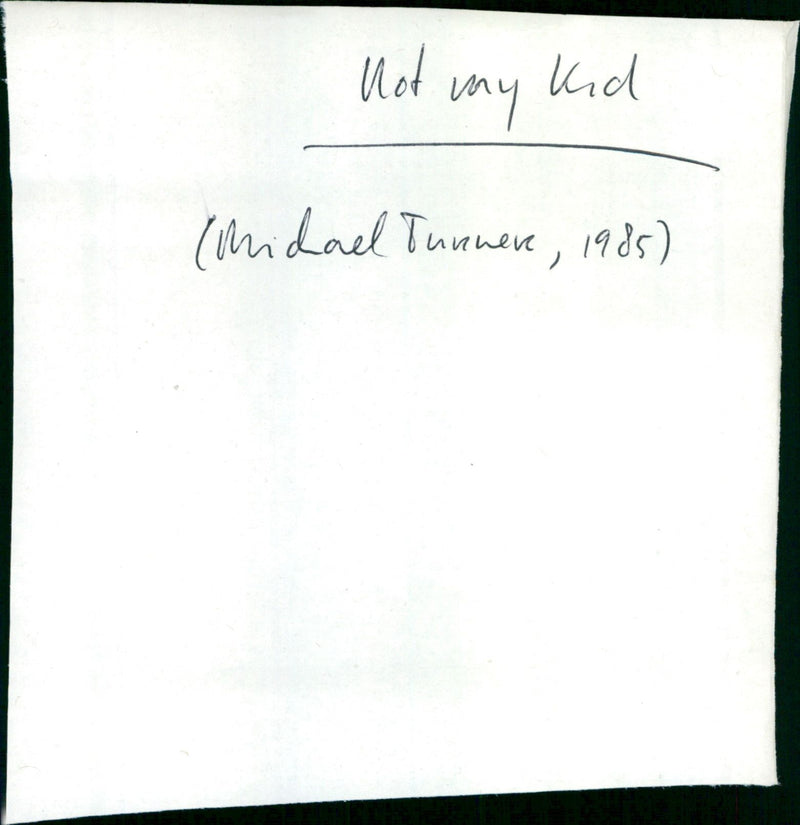 Not my Kid
(Michael Turner, 1985)